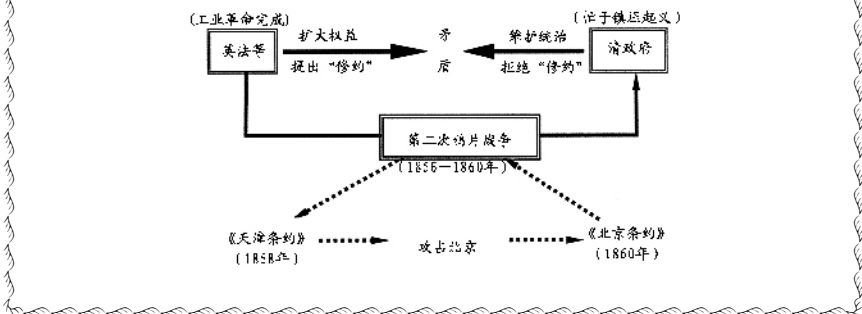 (工业革命完成)
(忙于镇压起义)
英法等
扩大权益
矛
维护统治
清政府
提出“修约”
盾
拒绝“修约”
第二次鸦片战争
(1856—1860年)
《天津条约》
(1858年)
攻占北京
《北京条约》
(1860年)